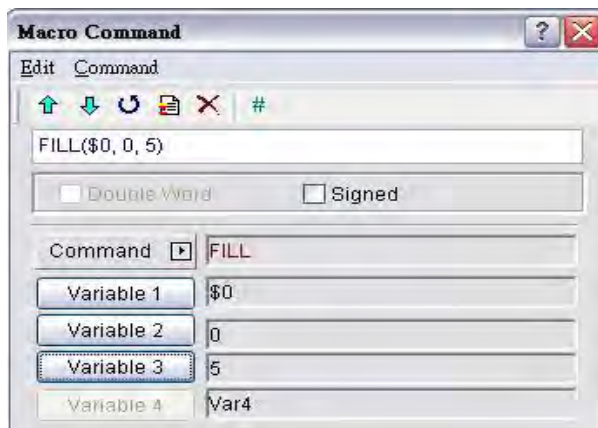 Macro Command
Edit Command
#
FILL($0, 0, 5)
Double Word Signed
Command FILL
Variable 1 $0
Variable 2 0
Variable 3 5
Variable 4 Var4